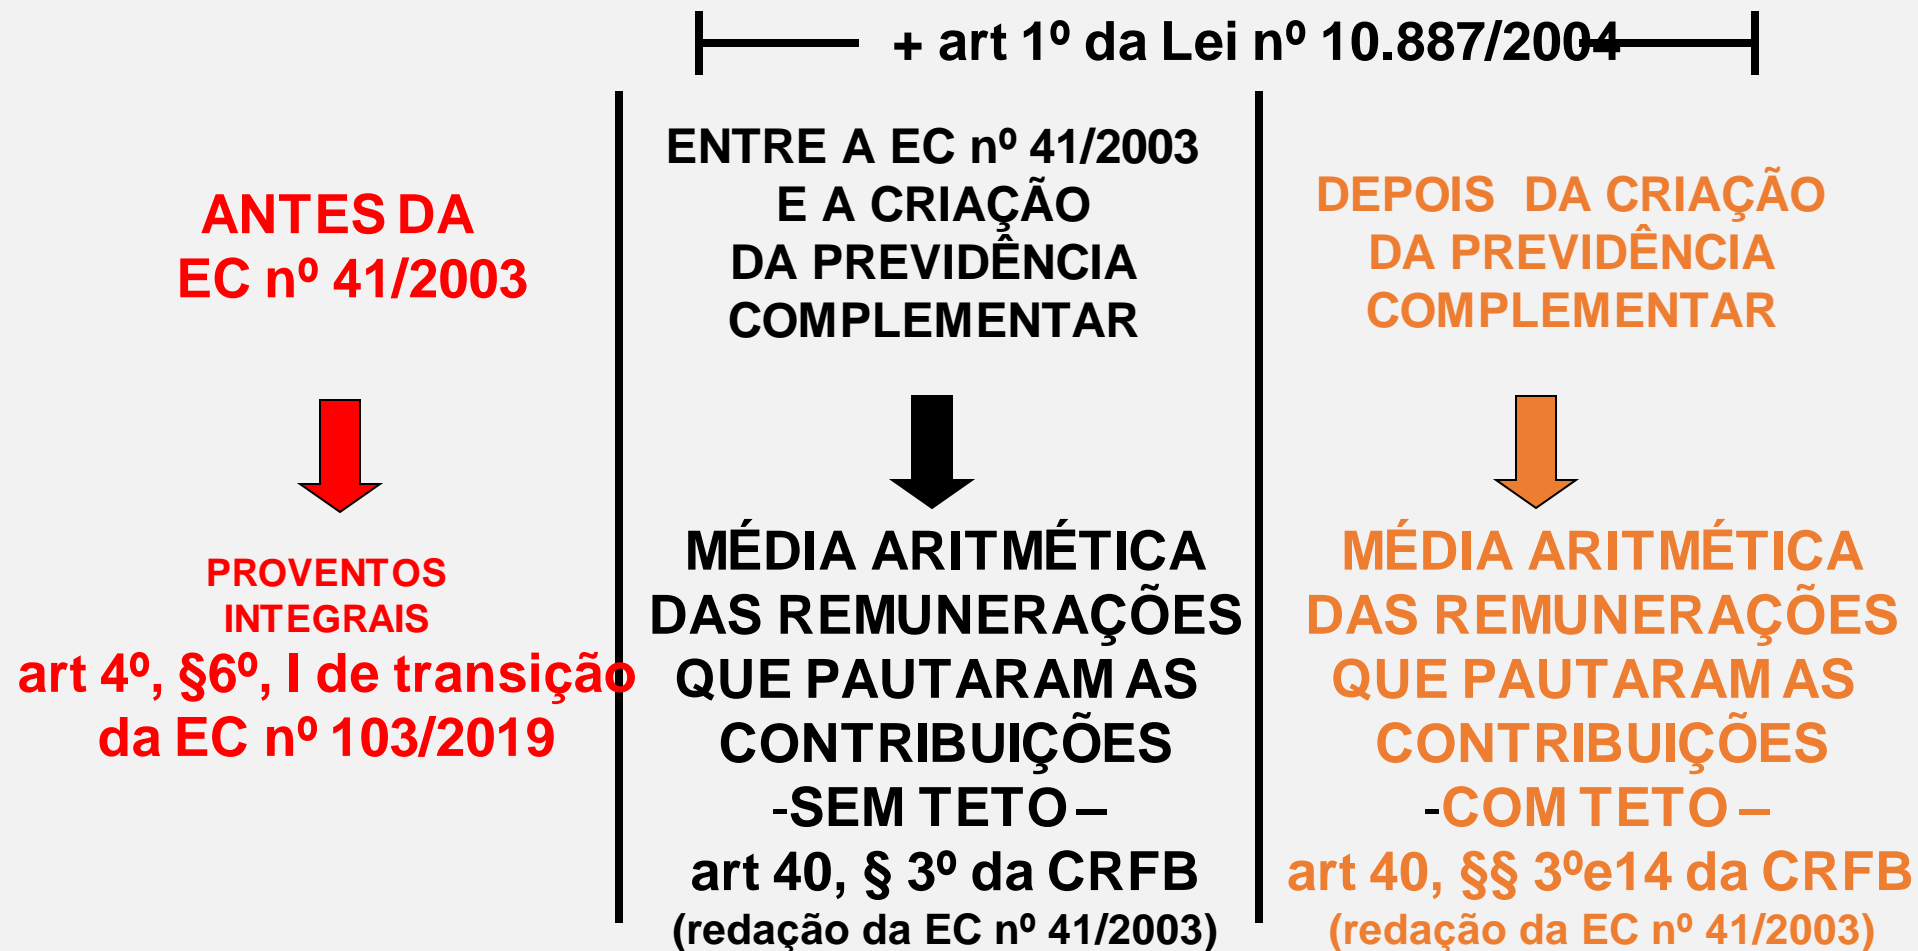 + art 1º da Lei nº 10.887/2004
ANTES DA
EC nº 41/2003
PROVENTOS
INTEGRAIS
art 4º, §6º, I de transição
da EC nº 103/2019
ENTRE A EC nº 41/2003
E A CRIAÇÃO
DA PREVIDÊNCIA
COMPLEMENTAR
MÉDIA ARITMÉTICA
DAS REMUNERAÇÕES
QUE PAUTARAM AS
CONTRIBUIÇÕES
-SEM TETO –
art 40, § 3º da CRFB
(redação da EC nº 41/2003)
DEPOIS DA CRIAÇÃO
DA PREVIDÊNCIA
COMPLEMENTAR
MÉDIA ARITMÉTICA
DAS REMUNERAÇÕES
QUE PAUTARAM AS
CONTRIBUIÇÕES
-COM TETO –
art 40, §§ 3ºe14 da CRFB
(redação da EC nº 41/2003)